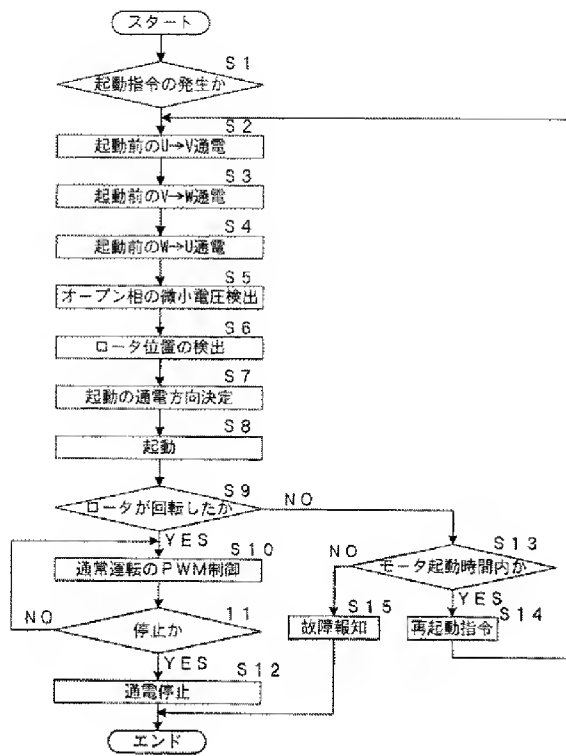 スタート
S1
起動指令の発生か
S2
起動前のU→V通電
S3
起動前のV→W通電
S4
起動前のW→U通電
S5
オープン相の微小電圧検出
S6
ロータ位置の検出
S7
起動の通電方向決定
S8
起動
S9
ロータが回転したか
NO
YES
S10
通常運転のPWM制御
11
停止か
NO
YES
S12
通電停止
エンド
S13
モータ起動時間内か
NO
YES
S15
故障報知
S14
再起動指令